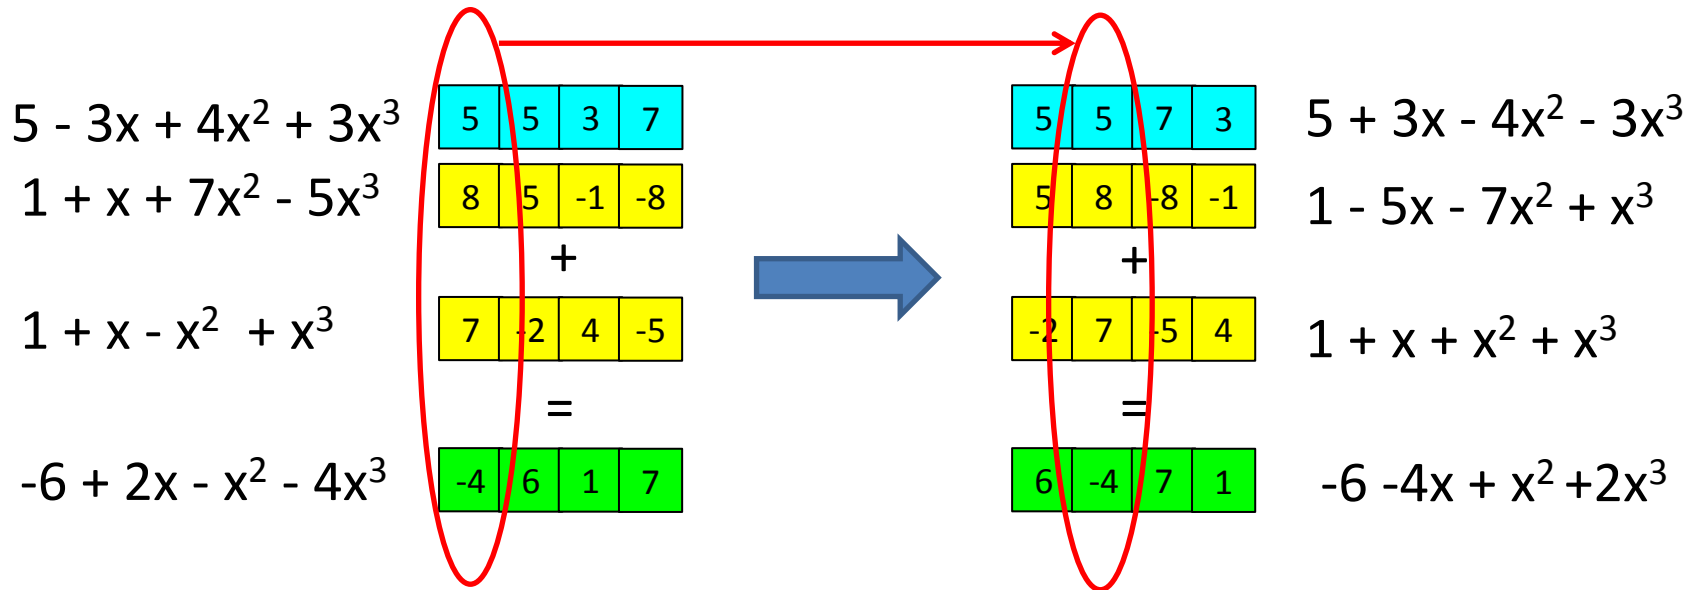 5 - 3x + 4x² + 3x³ 5 5 3 7 5 5 7 3 5 + 3x - 4x² - 3x³
1 + x + 7x² - 5x³ 8 5 -1 -8 5 8 -8 -1 1 - 5x - 7x² + x³
+ +
1 + x - x² + x³ 7 -2 4 -5 -2 7 -5 4 1 + x + x² + x³
= =
-6 + 2x - x² - 4x³ -4 6 1 7 6 -4 7 1 -6 -4x + x² +2x³